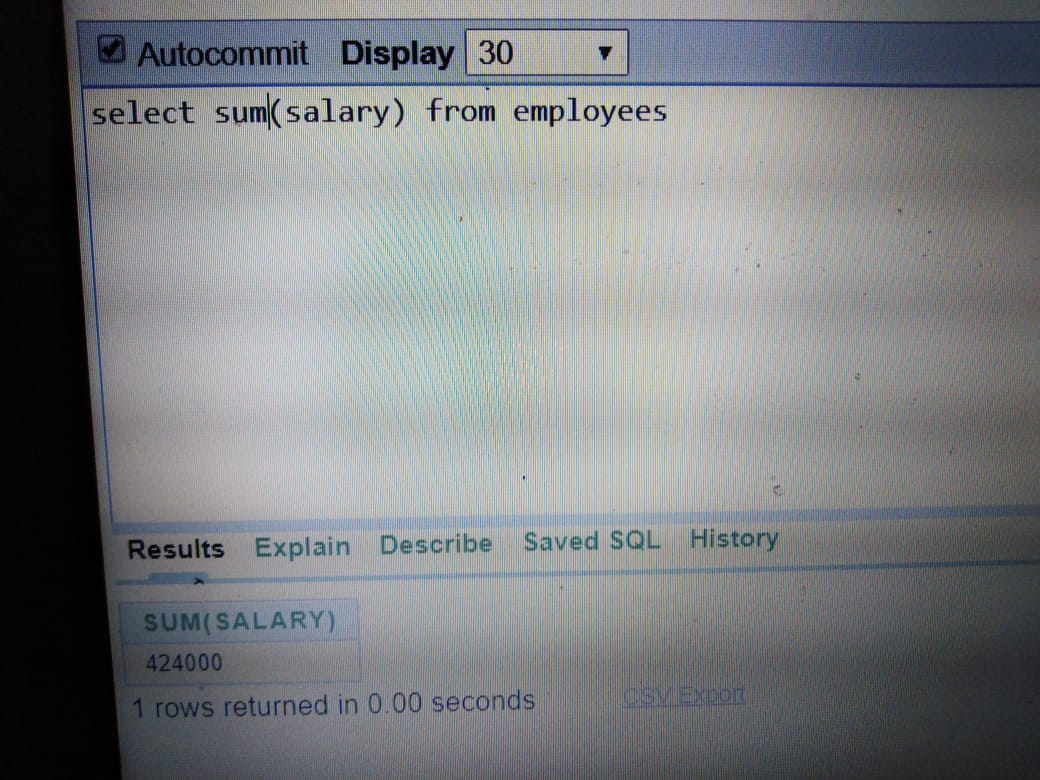 Autocommit Display 30
select sum(salary) from employees
Results Explain Describe Saved SQL History
SUM(SALARY)
424000
1 rows returned in 0.00 seconds CSV Export